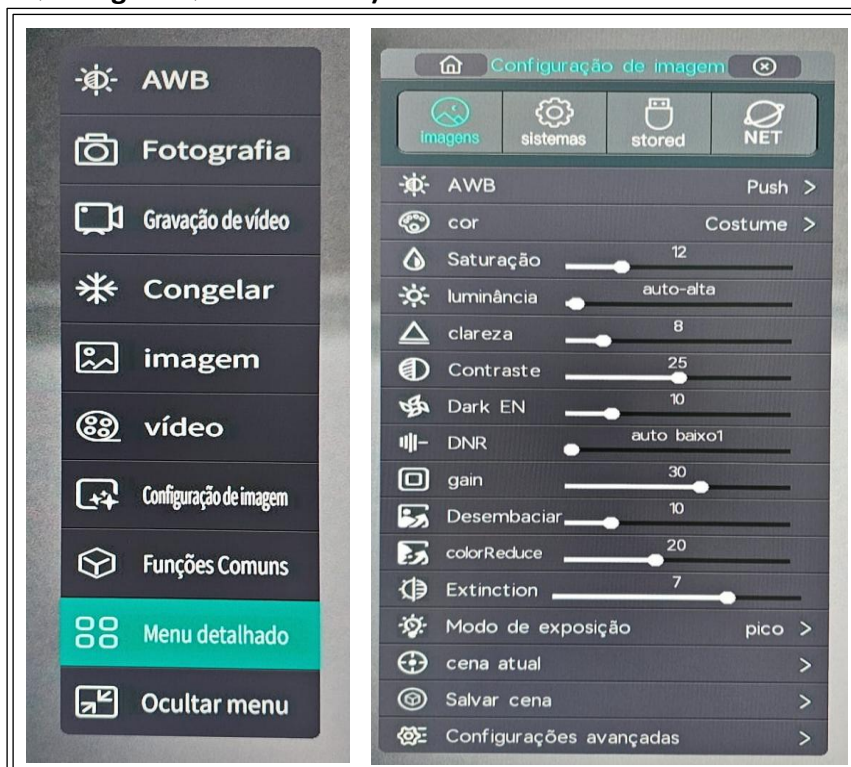 AWB
Fotografia
Gravação de vídeo
Congelar
imagem
vídeo
Configuração de imagem
Funções Comuns
Menu detalhado
Ocultar menu
Configuração de imagem
imagens sistemas stored NET
AWB Push >
cor Costume >
Saturação 12
luminância auto-alta
clareza 8
Contraste 25
Dark EN 10
DNR auto baixo1
gain 30
Desembaciar 10
colorReduce 20
Extinction 7
Modo de exposição pico >
cena atual >
Salvar cena >
Configurações avançadas >